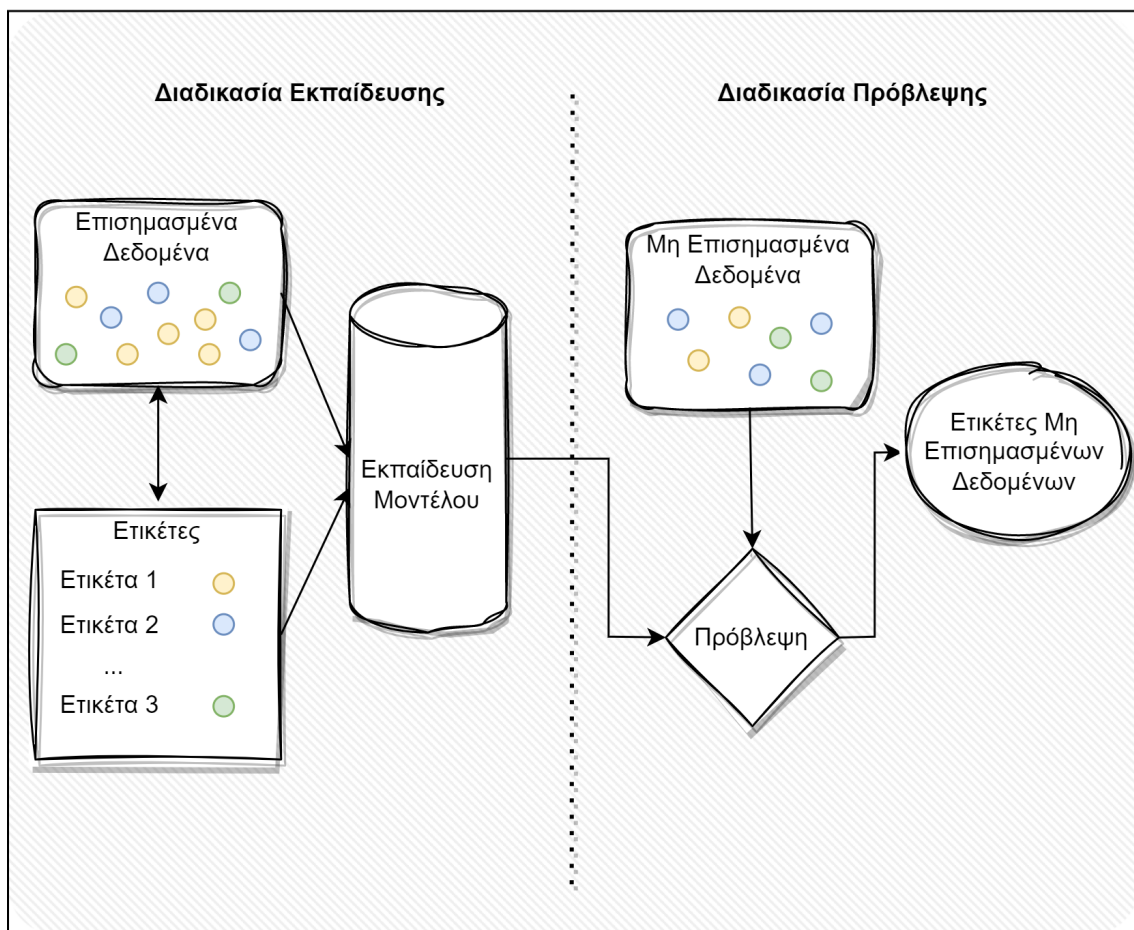 Διαδικασία Εκπαίδευσης
Διαδικασία Πρόβλεψης
Επισημασμένα
Δεδομένα
Ετικέτες
Ετικέτα 1
Ετικέτα 2
...
Ετικέτα 3
Εκπαίδευση
Μοντέλου
Μη Επισημασμένα
Δεδομένα
Πρόβλεψη
Ετικέτες Μη
Επισημασμένων
Δεδομένων